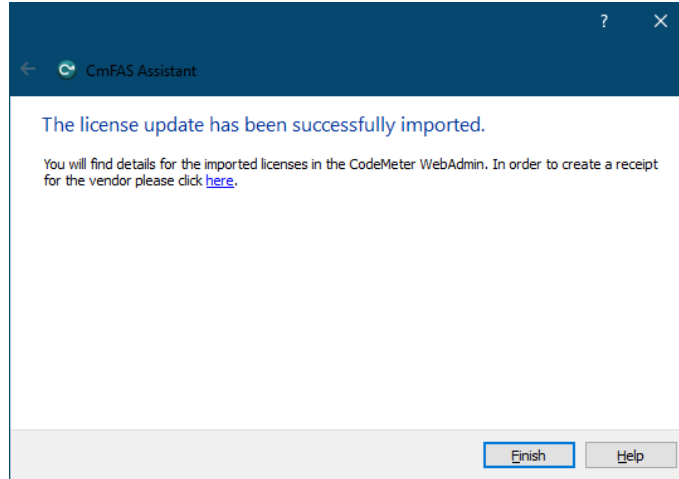 ?
CmFAS Assistant
The license update has been successfully imported.
You will find details for the imported licenses in the CodeMeter WebAdmin. In order to create a receipt
for the vendor please click here.
Finish
Help